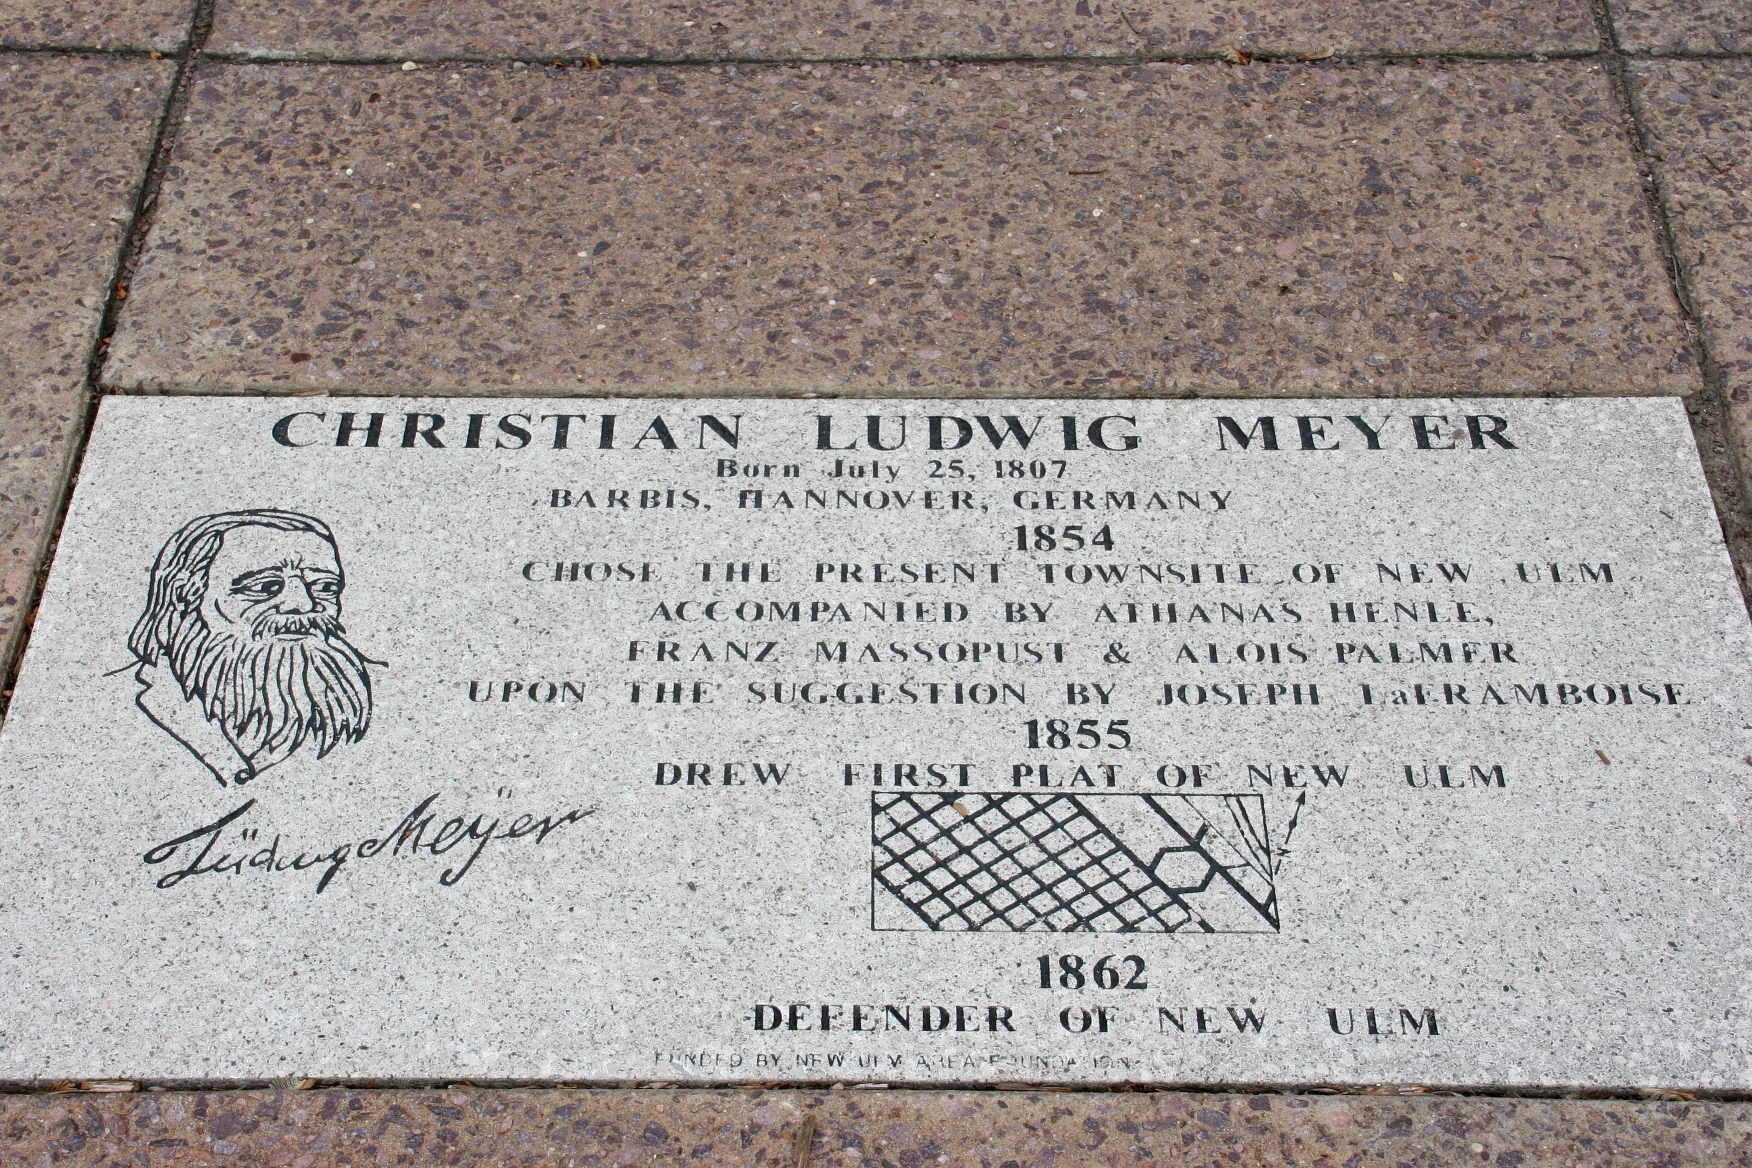 CHRISTIAN LUDWIG MEYER
Born July 25, 1807
BARBIS, HANNOVER, GERMANY
1854
CHOSE THE PRESENT TOWNSITE OF NEW ULM
ACCOMPANIED BY ATHANAS HENLE,
FRANZ MASSOPUST & ALOIS PALMER
UPON THE SUGGESTION BY JOSEPH LaFRAMBOISE
1855
DREW FIRST PLAT OF NEW ULM
Lüdwig Meÿer
N
1862
DEFENDER OF NEW ULM
FUNDED BY NEW ULM AREA FOUNDATION